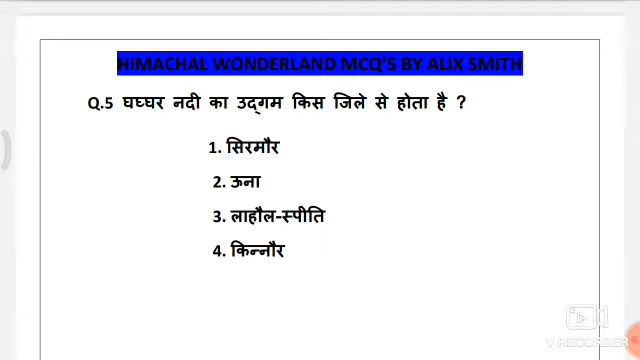 HIMACHAL WONDERLAND MCQ'S BY ALIX SMITH
Q.5 घघ्घर नदी का उद्गम किस जिले से होता है ?
1. सिरमौर
2. ऊना
3. लाहौल-स्पीति
4. किन्नौर
V RECORDER